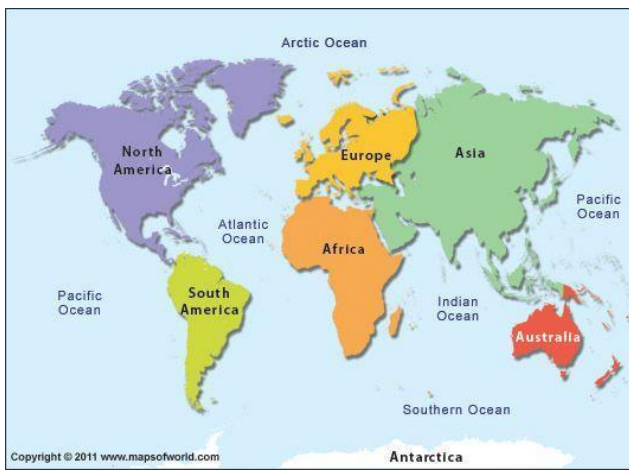 Arctic Ocean
North
America
Europe
Asia
Pacific
Ocean
Atlantic
Ocean
Africa
Pacific
Ocean
South
America
Indian
Ocean
Australia
Southern Ocean
Copyright © 2011 www.mapsofworld.com
Antarctica